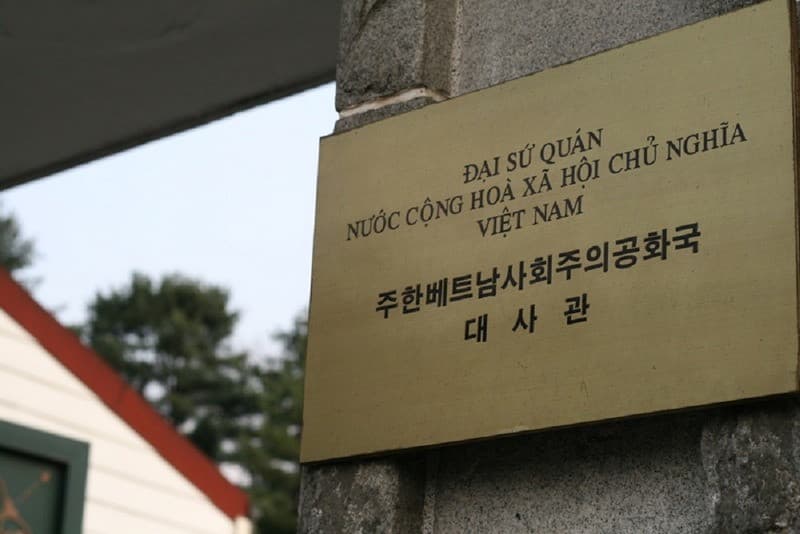 ĐẠI SỨ QUÁN
NƯỚC CỘNG HOÀ XÃ HỘI CHỦ NGHĨA
VIỆT NAM
주한베트남사회주의공화국
대 사 관